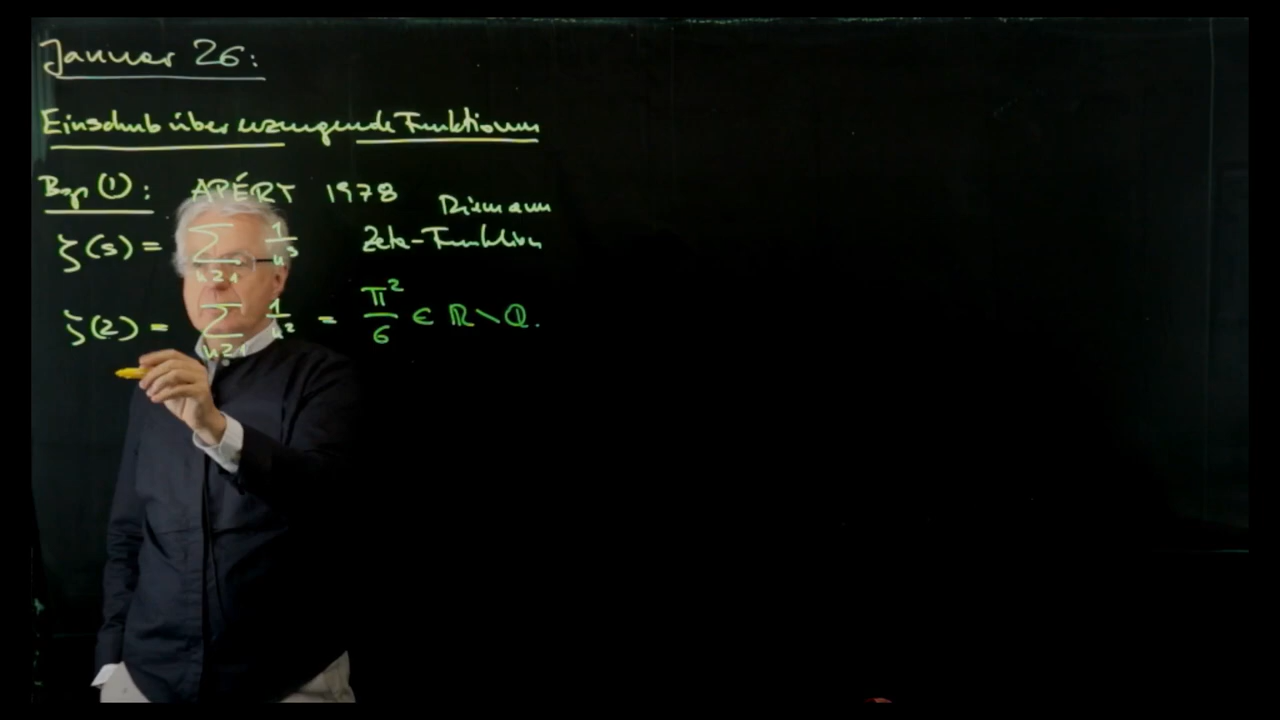 Januar 26:
Einschub über erzeugende Funktionen
Bsp (1): APÉRY 1978
Riemann
ζ(s) = ∑ n≥1 1/n^s Zeta-Funktion
ζ(2) = ∑ n≥1 1/n² = π²/6 ∈ ℝ∖ℚ.